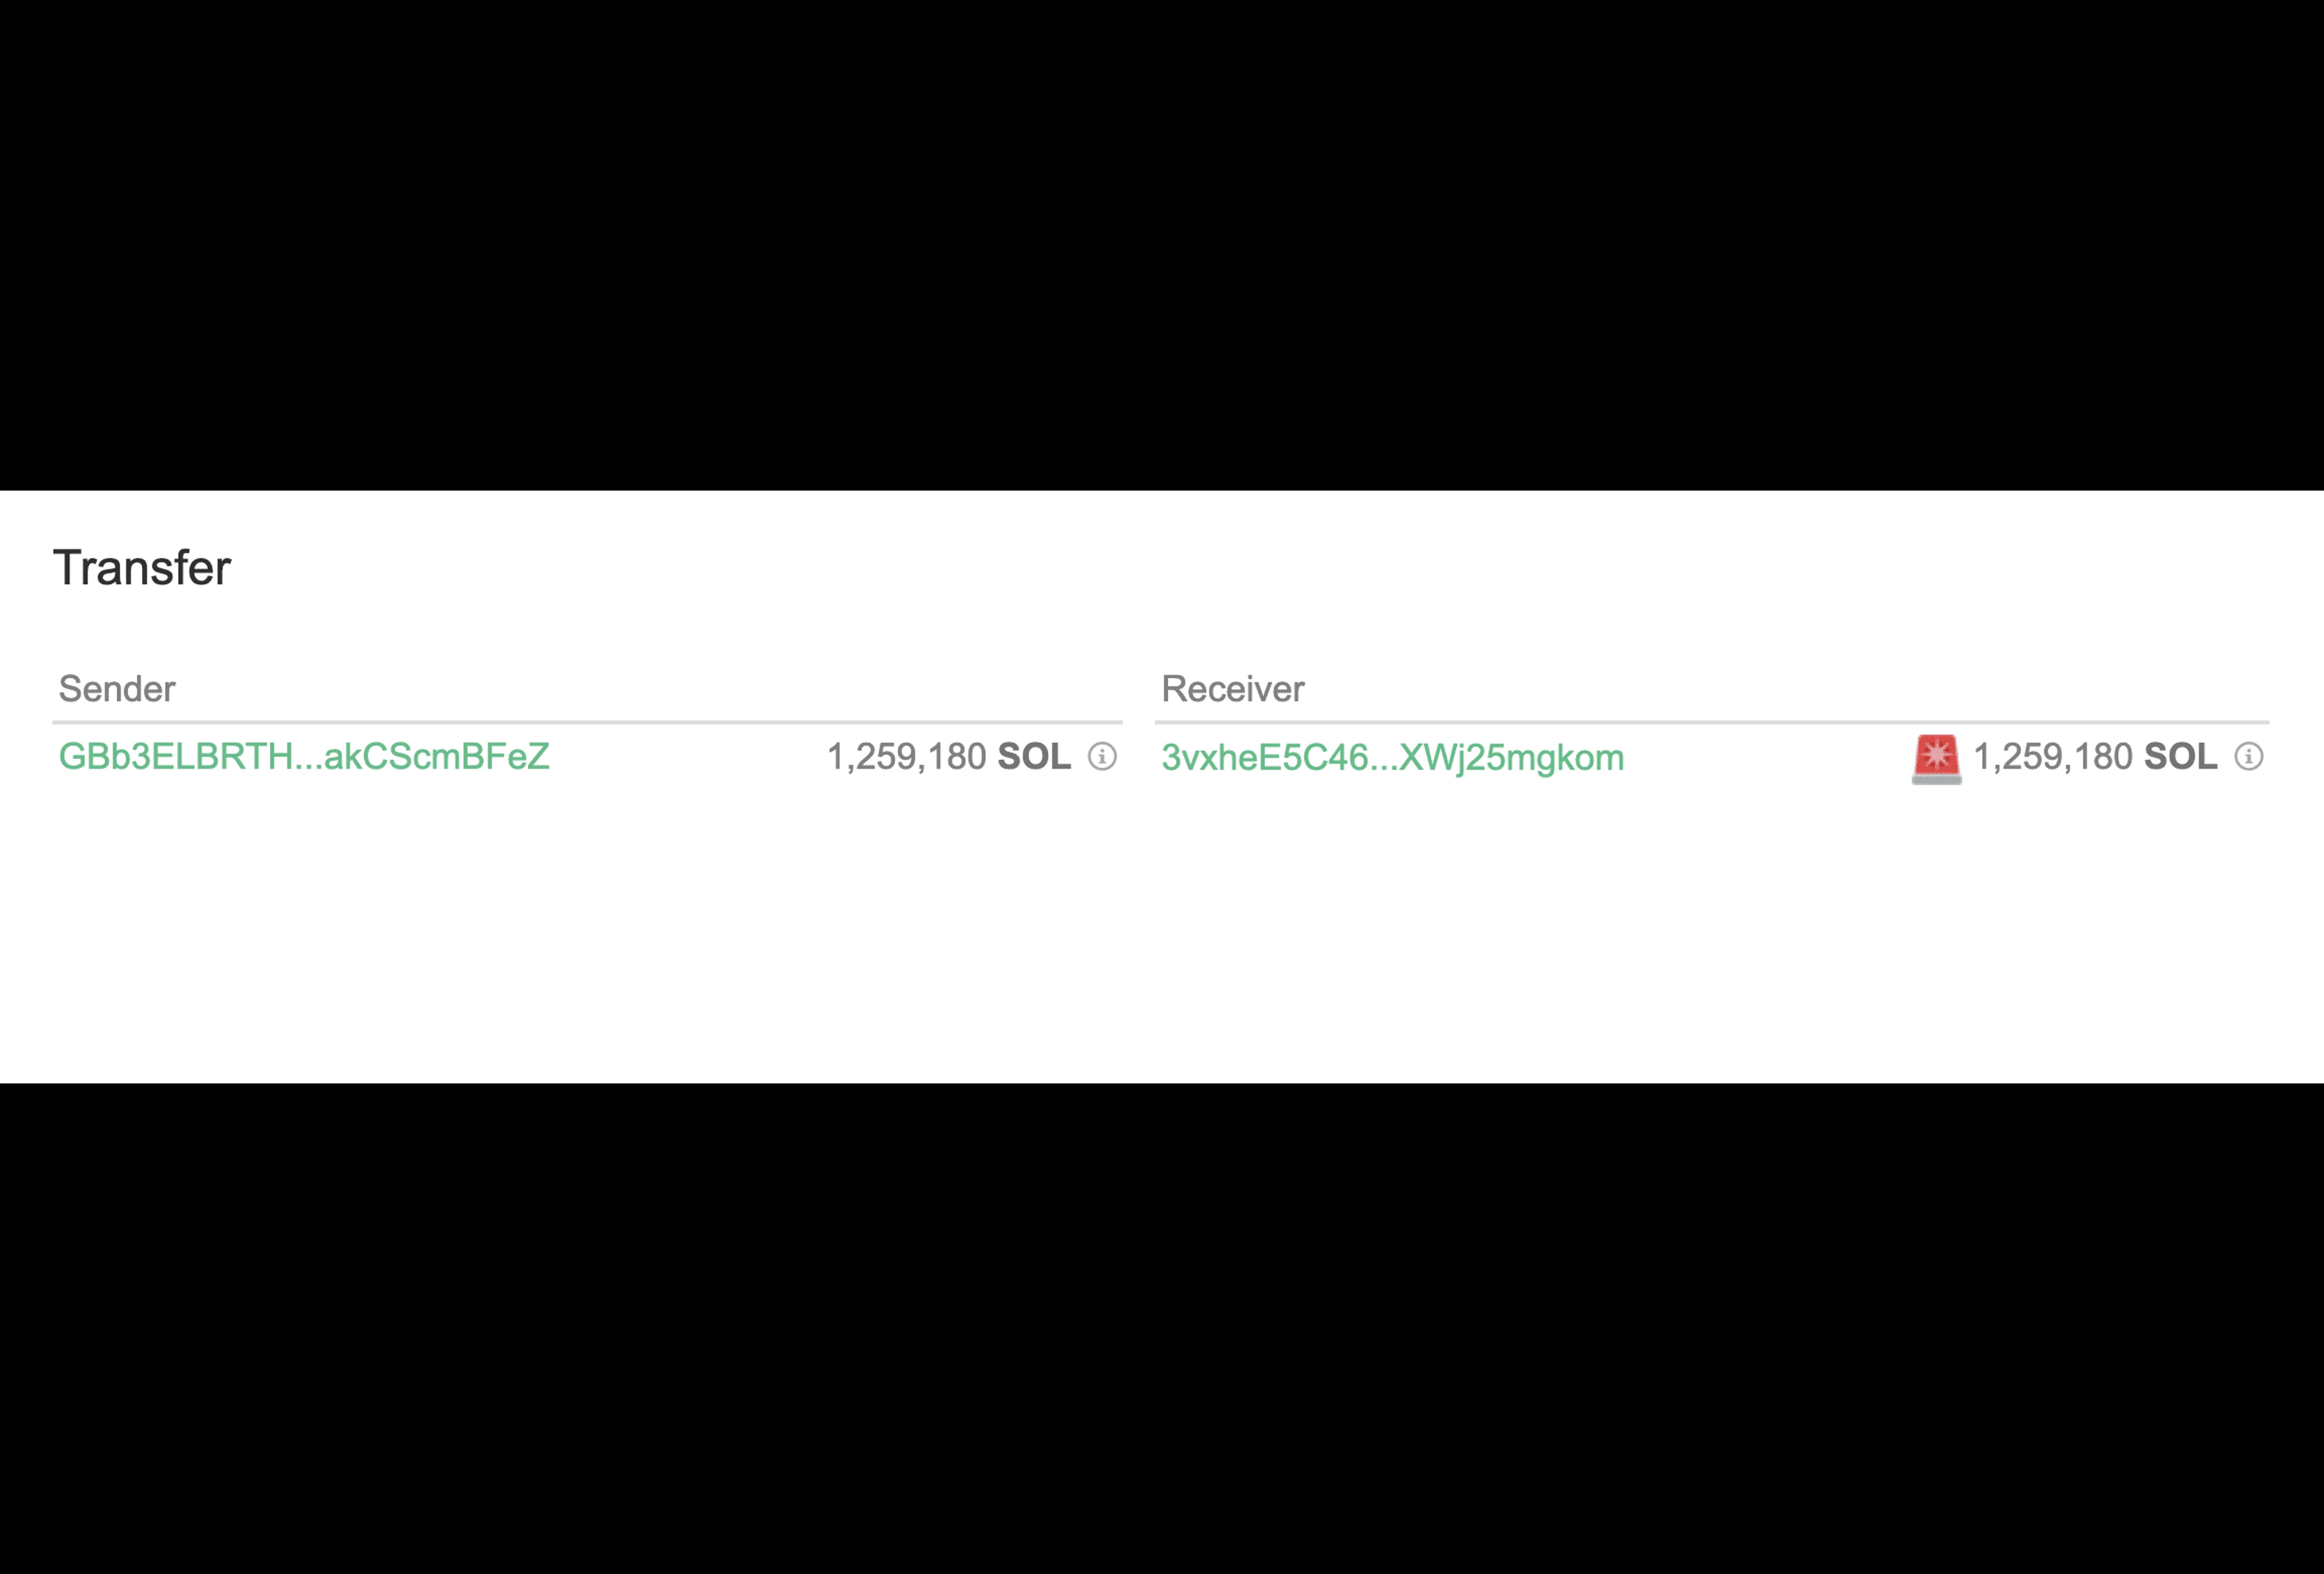 Transfer
Sender
GBb3ELBRTH...akCScmBFeZ 1,259,180 SOL
Receiver
3vxheE5C46...XWj25mgkom 🚨 1,259,180 SOL